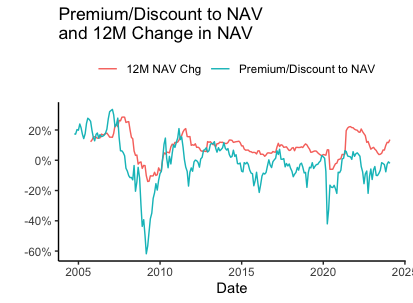 Premium/Discount to NAV
and 12M Change in NAV
12M NAV Chg
Premium/Discount to NAV
20%
0%
-20%
-40%
-60%
2005
2010
2015
2020
2025
Date